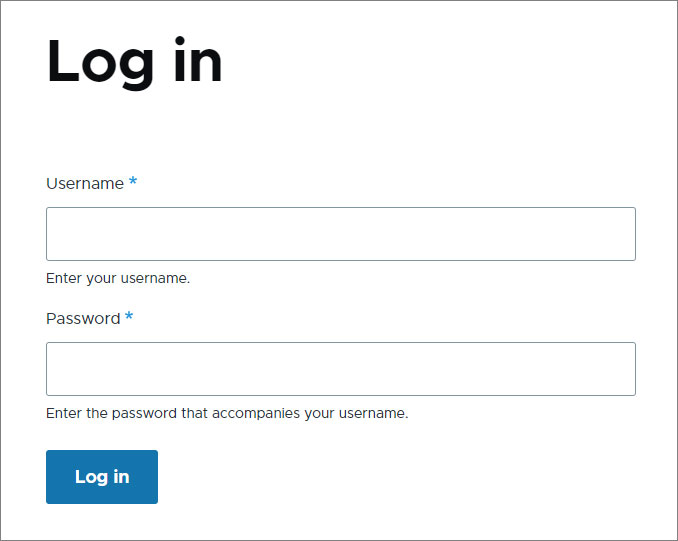 Log in
Username *
Enter your username.
Password *
Enter the password that accompanies your username.
Log in